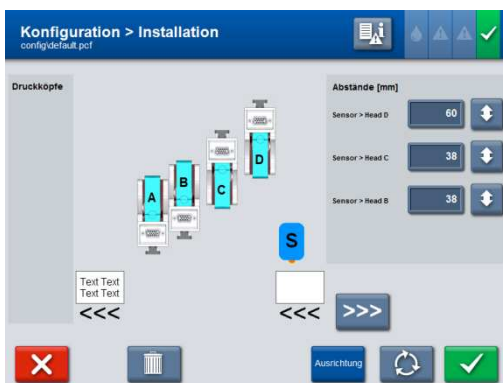 Konfiguration > Installation
config\default.pcf
Druckköpfe
Abstände [mm]
Sensor > Head D
60
Sensor > Head C
38
Sensor > Head B
38
A
B
C
D
S
Text Text
Text Text
<<<
<<<
>>>
Ausrichtung